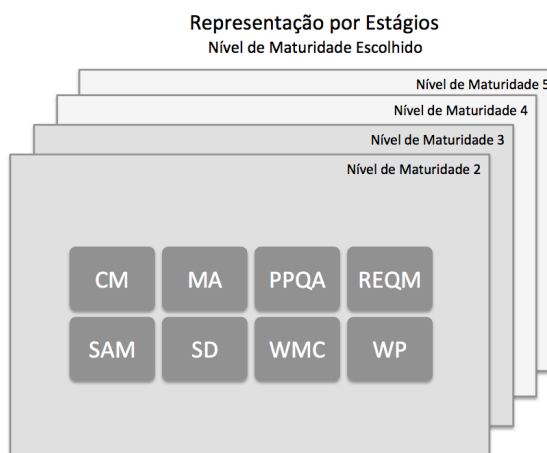 Representação por Estágios
Nível de Maturidade Escolhido
Nível de Maturidade 5
Nível de Maturidade 4
Nível de Maturidade 3
Nível de Maturidade 2
CM MA PPQA REQM
SAM SD WMC WP